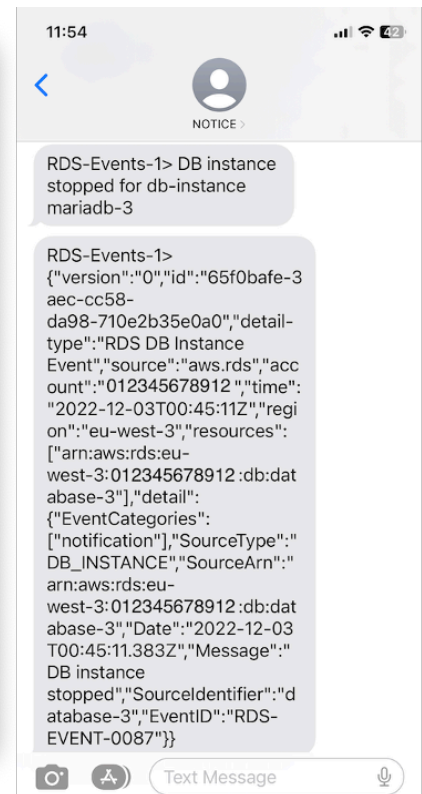 11:54
42
NOTICE >
RDS-Events-1> DB instance
stopped for db-instance
mariadb-3
RDS-Events-1>
{"version":"0","id":"65f0bafe-3
aec-cc58-
da98-710e2b35e0a0","detail-
type":"RDS DB Instance
Event","source":"aws.rds","acc
ount":"012345678912 ","time":
"2022-12-03T00:45:11Z","regi
on":"eu-west-3","resources":
["arn:aws:rds:eu-
west-3:012345678912 :db:dat
abase-3"],"detail":
{"EventCategories":
["notification"],"SourceType":"
DB_INSTANCE","SourceArn":"
arn:aws:rds:eu-
west-3:012345678912 :db:dat
abase-3","Date":"2022-12-03
T00:45:11.383Z","Message":"
DB instance
stopped","SourceIdentifier":"d
atabase-3","EventID":"RDS-
EVENT-0087"}}
Text Message